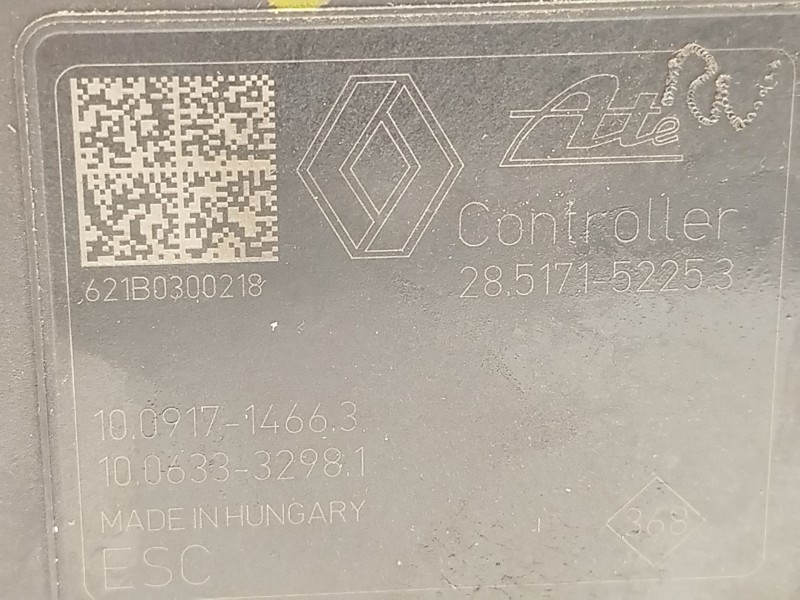 Ate
Controller
28.5171-5225.3
621B0300218
10.0917-1466.3
10.0633-3298.1
MADE IN HUNGARY
ESC
368